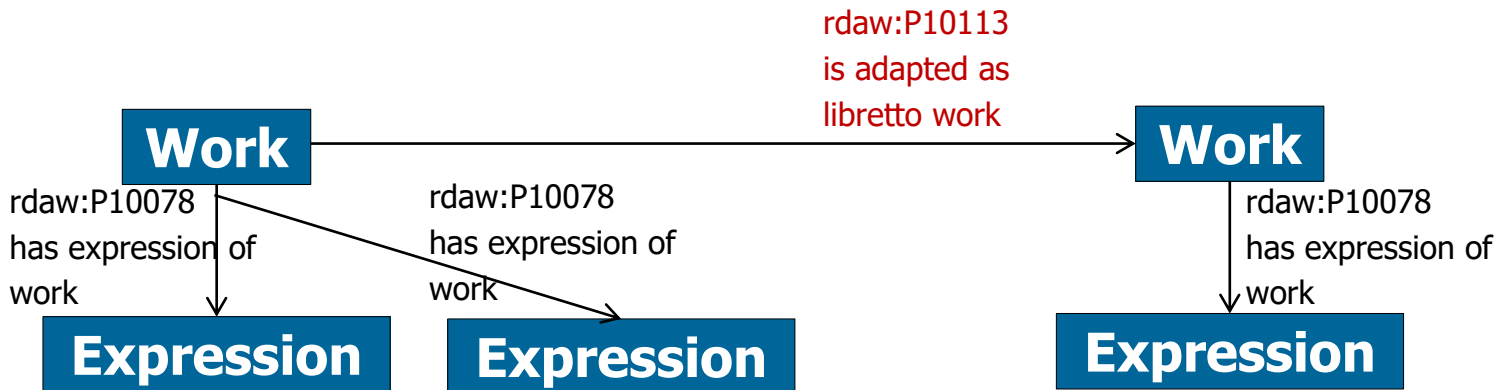 rdaw:P10113
is adapted as
libretto work
Work
Work
rdaw:P10078
has expression of
work
rdaw:P10078
has expression of
work
rdaw:P10078
has expression of
work
Expression
Expression
Expression